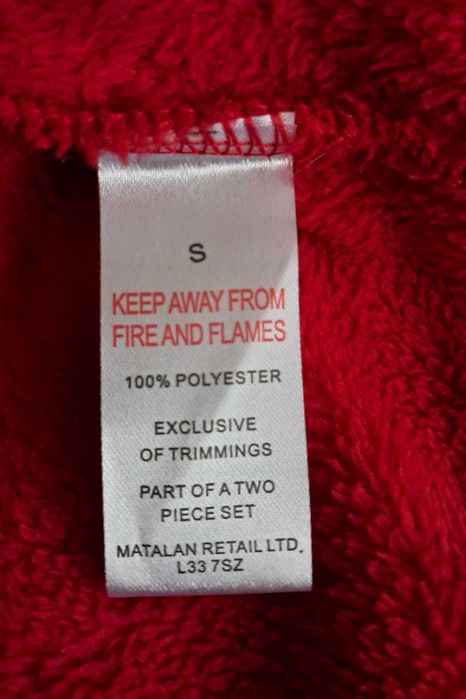 S
KEEP AWAY FROM
FIRE AND FLAMES
100% POLYESTER
EXCLUSIVE
OF TRIMMINGS
PART OF A TWO
PIECE SET
MATALAN RETAIL LTD.
L33 7SZ